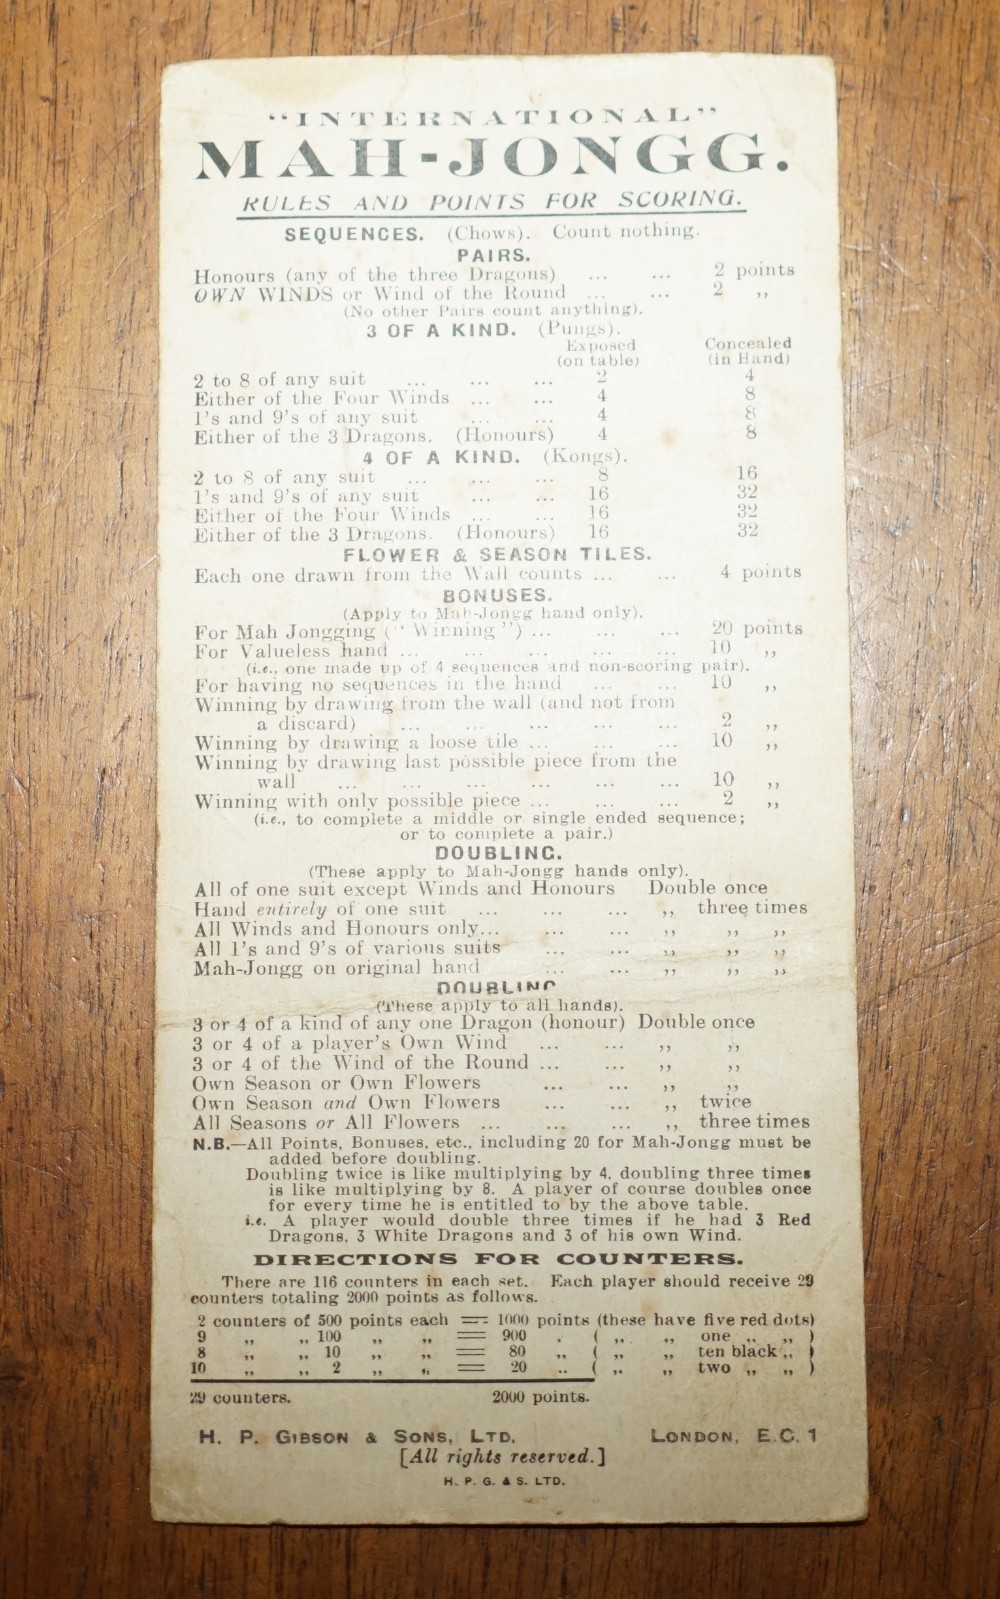 "INTERNATIONAL"
MAH-JONGG.
RULES AND POINTS FOR SCORING.
SEQUENCES. (Chows). Count nothing.
PAIRS.
Honours (any of the three Dragons) ... ... 2 points
OWN WINDS or Wind of the Round ... ... 2 ,,
(No other Pairs count anything).
3 OF A KIND. (Pungs).
Exposed Concealed
(on table) (in Hand)
2 to 8 of any suit ... ... ... 2 4
Either of the Four Winds ... ... 4 8
1's and 9's of any suit ... ... 4 8
Either of the 3 Dragons. (Honours) 4 8
4 OF A KIND. (Kongs).
2 to 8 of any suit ... ... ... 8 16
1's and 9's of any suit ... ... 16 32
Either of the Four Winds ... ... 16 32
Either of the 3 Dragons. (Honours) 16 32
FLOWER & SEASON TILES.
Each one drawn from the Wall counts ... ... 4 points
BONUSES.
(Apply to Mah-Jongg hand only).
For Mah Jongging ("Winning") ... ... ... 20 points
For Valueless hand ... ... ... ... ... 10 ,,
(i.e., one made up of 4 sequences and non-scoring pair).
For having no sequences in the hand ... ... 10 ,,
Winning by drawing from the wall (and not from
a discard) ... ... ... ... ... 2 ,,
Winning by drawing a loose tile ... ... ... 10 ,,
Winning by drawing last possible piece from the
wall ... ... ... ... ... ... 10 ,,
Winning with only possible piece ... ... ... 2 ,,
(i.e., to complete a middle or single ended sequence;
or to complete a pair.)
DOUBLING.
(These apply to Mah-Jongg hands only).
All of one suit except Winds and Honours Double once
Hand entirely of one suit ... ... ... ,, three times
All Winds and Honours only... ... ... ,, ,, ,,
All 1's and 9's of various suits ... ... ,, ,, ,,
Mah-Jongg on original hand ... ... ,, ,, ,,
DOUBLING
(These apply to all hands).
3 or 4 of a kind of any one Dragon (honour) Double once
3 or 4 of a player's Own Wind ... ... ,, ,,
3 or 4 of the Wind of the Round ... ... ,, ,,
Own Season or Own Flowers ... ... ,, ,,
Own Season and Own Flowers ... ... ,, twice
All Seasons or All Flowers ... ... ... ,, three times
N.B.—All Points, Bonuses, etc., including 20 for Mah-Jongg must be
added before doubling.
Doubling twice is like multiplying by 4, doubling three times
is like multiplying by 8. A player of course doubles once
for every time he is entitled to by the above table.
i.e. A player would double three times if he had 3 Red
Dragons, 3 White Dragons and 3 of his own Wind.
DIRECTIONS FOR COUNTERS.
There are 116 counters in each set. Each player should receive 29
counters totaling 2000 points as follows.
2 counters of 500 points each = 1000 points (these have five red dots)
9 ,, ,, 100 ,, ,, = 900 ,, ( ,, ,, one ,, ,, )
8 ,, ,, 10 ,, ,, = 80 ,, ( ,, ,, ten black ,, )
10 ,, ,, 2 ,, ,, = 20 ,, ( ,, ,, two ,, ,, )
29 counters. 2000 points.
H. P. GIBSON & SONS, LTD. LONDON, E.C. 1
[All rights reserved.]
H. P. G. & S. LTD.